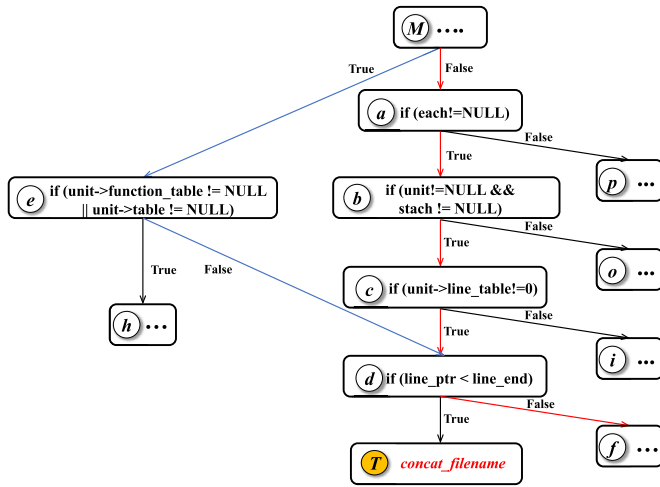 M ....
True
False
a if (each!=NULL)
False
True
p ...
e if (unit->function_table != NULL
|| unit->table != NULL)
b if (unit!=NULL &&
stach != NULL)
True
False
True
False
o ...
c if (unit->line_table!=0)
h ...
True
False
i ...
d if (line_ptr < line_end)
True
False
T concat_filename
f ...